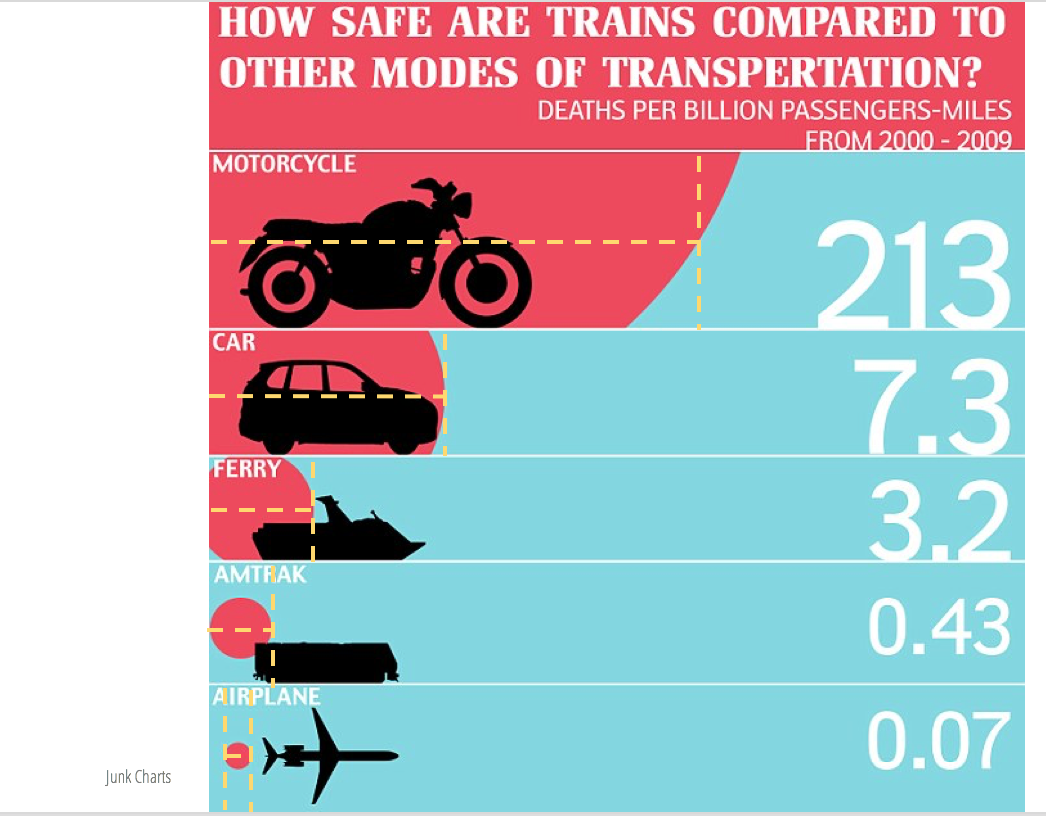 HOW SAFE ARE TRAINS COMPARED TO
OTHER MODES OF TRANSPERTATION?
DEATHS PER BILLION PASSENGERS-MILES
FROM 2000 - 2009
MOTORCYCLE
213
CAR
7.3
FERRY
3.2
AMTRAK
0.43
AIRPLANE
0.07
Junk Charts